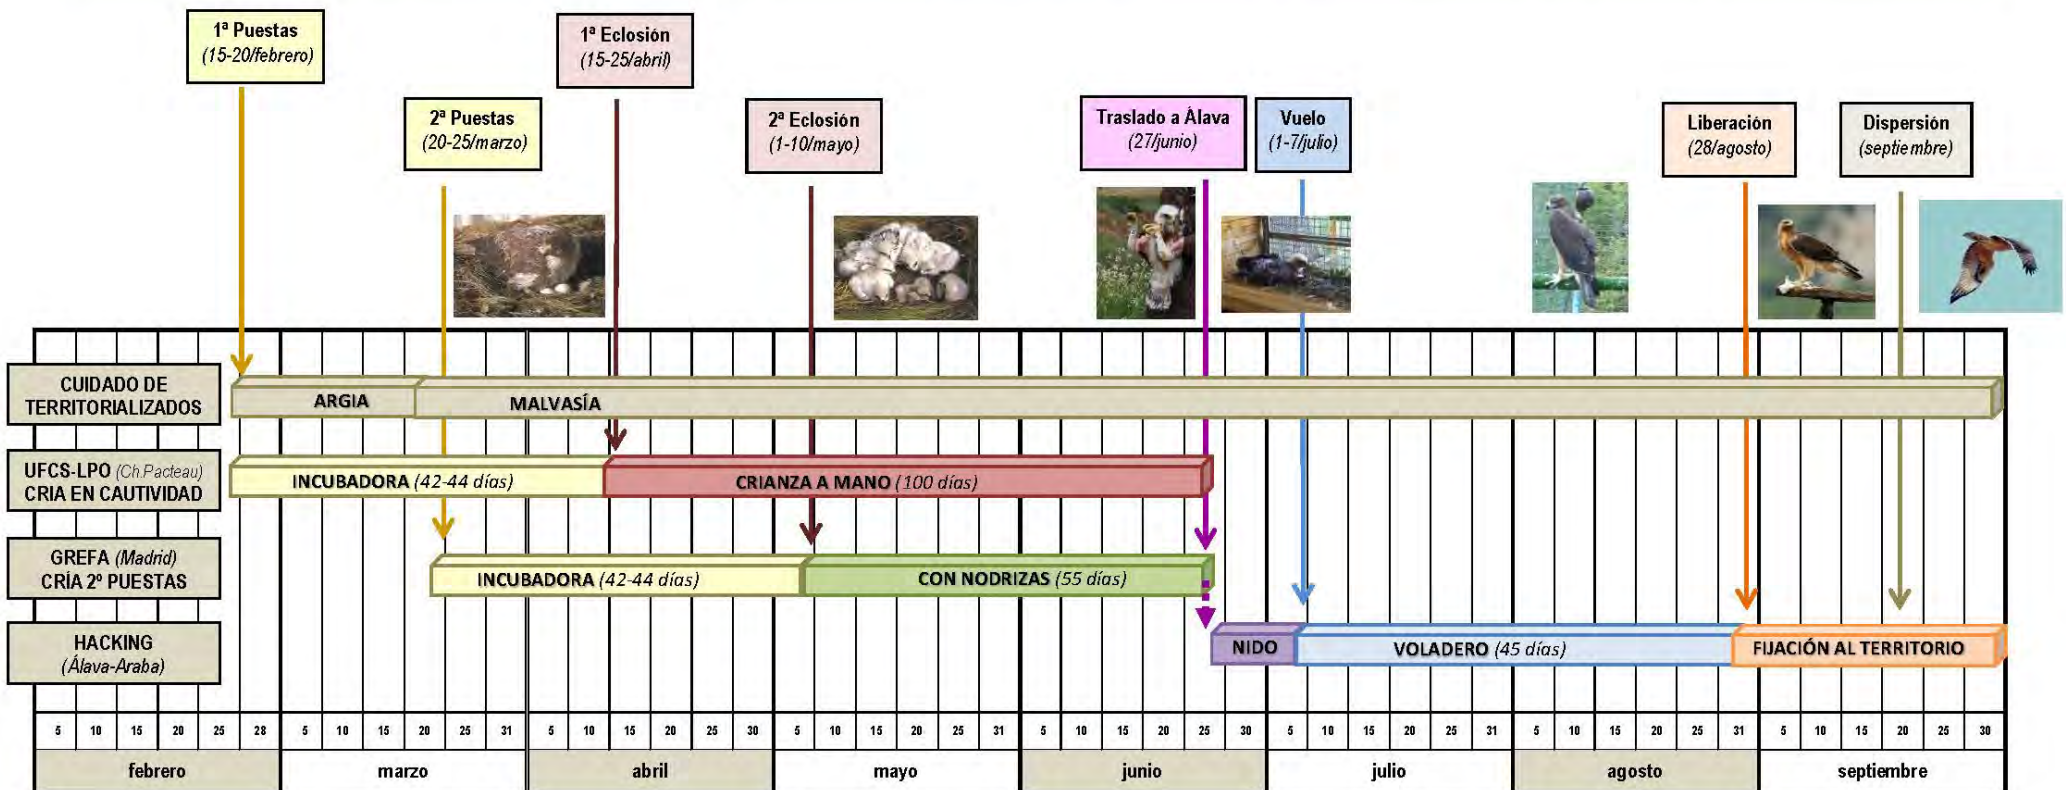 1ª Puestas
(15-20/febrero)
1ª Eclosión
(15-25/abril)
2ª Puestas
(20-25/marzo)
2ª Eclosión
(1-10/mayo)
Traslado a Álava
(27/junio)
Vuelo
(1-7/julio)
Liberación
(28/agosto)
Dispersión
(septiembre)
CUIDADO DE
TERRITORIALIZADOS
ARGIA
MALVASÍA
UFCS-LPO (Ch.Pacteau)
CRIA EN CAUTIVIDAD
INCUBADORA (42-44 días)
CRIANZA A MANO (100 días)
GREFA (Madrid)
CRÍA 2º PUESTAS
INCUBADORA (42-44 días)
CON NODRIZAS (55 días)
HACKING
(Álava-Araba)
NIDO
VOLADERO (45 días)
FIJACIÓN AL TERRITORIO
5 10 15 20 25 28 5 10 15 20 25 31 5 10 15 20 25 30 5 10 15 20 25 31 5 10 15 20 25 30 5 10 15 20 25 31 5 10 15 20 25 31 5 10 15 20 25 30
febrero marzo abril mayo junio julio agosto septiembre